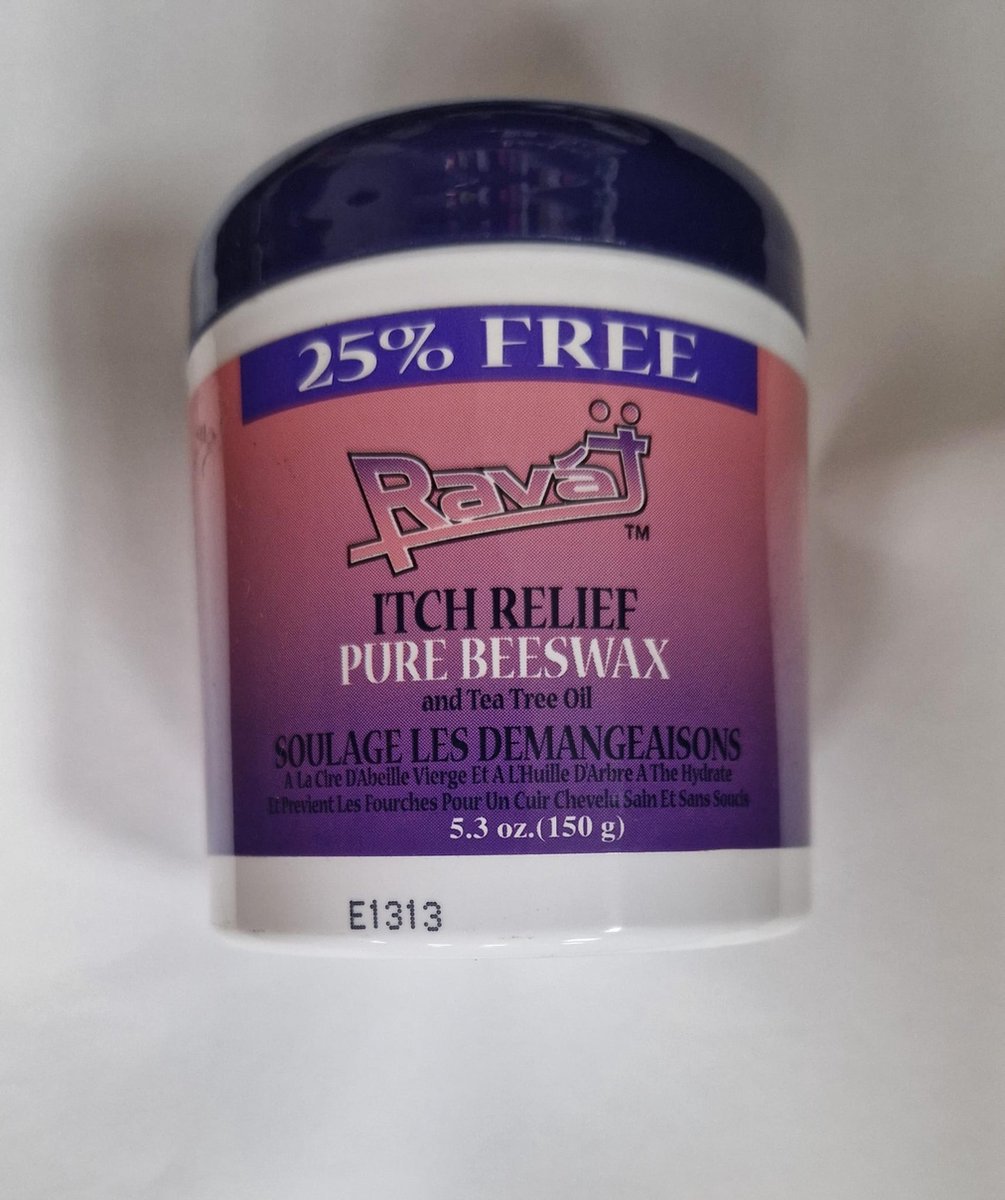 25% FREE
Ravát
TM
ITCH RELIEF
PURE BEESWAX
and Tea Tree Oil
SOULAGE LES DEMANGEAISONS
A La Cire D'Abeille Vierge Et A L'Huille D'Arbre À The Hydrate
Et Previent Les Fourches Pour Un Cuir Chevelu Sain Et Sans Soucis
5.3 oz.(150 g)
E1313